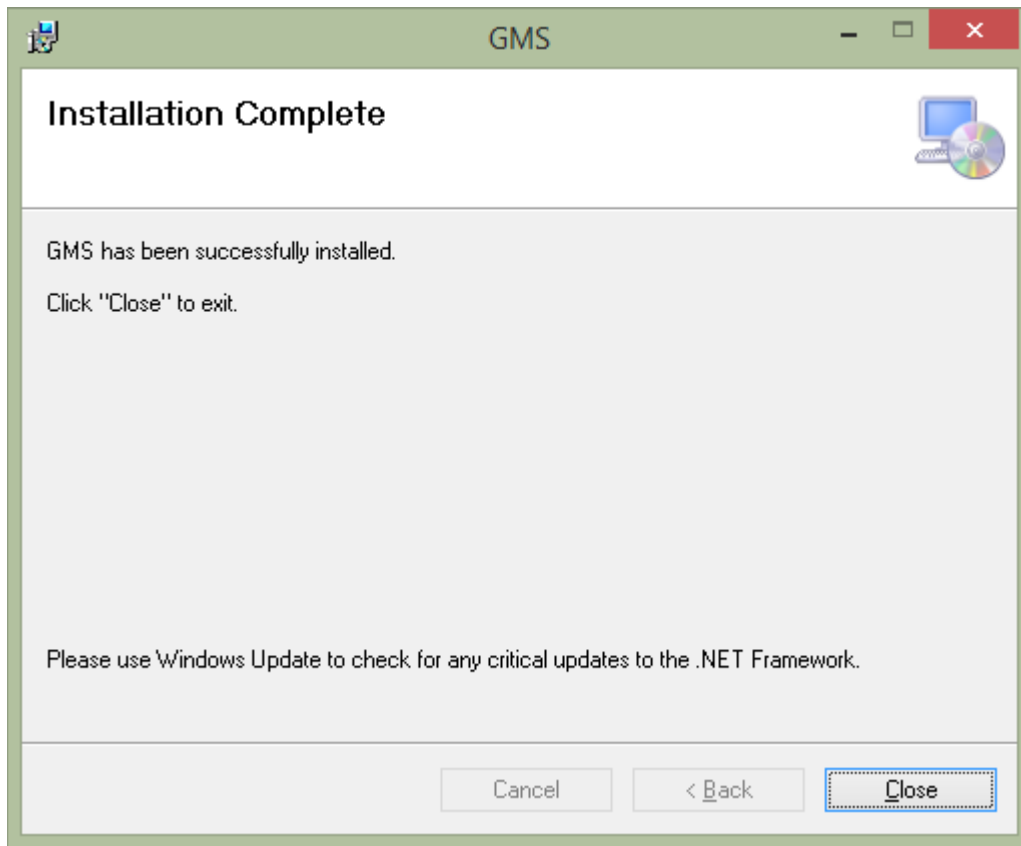 GMS
Installation Complete
GMS has been successfully installed.
Click "Close" to exit.
Please use Windows Update to check for any critical updates to the .NET Framework.
Cancel
< Back
Close